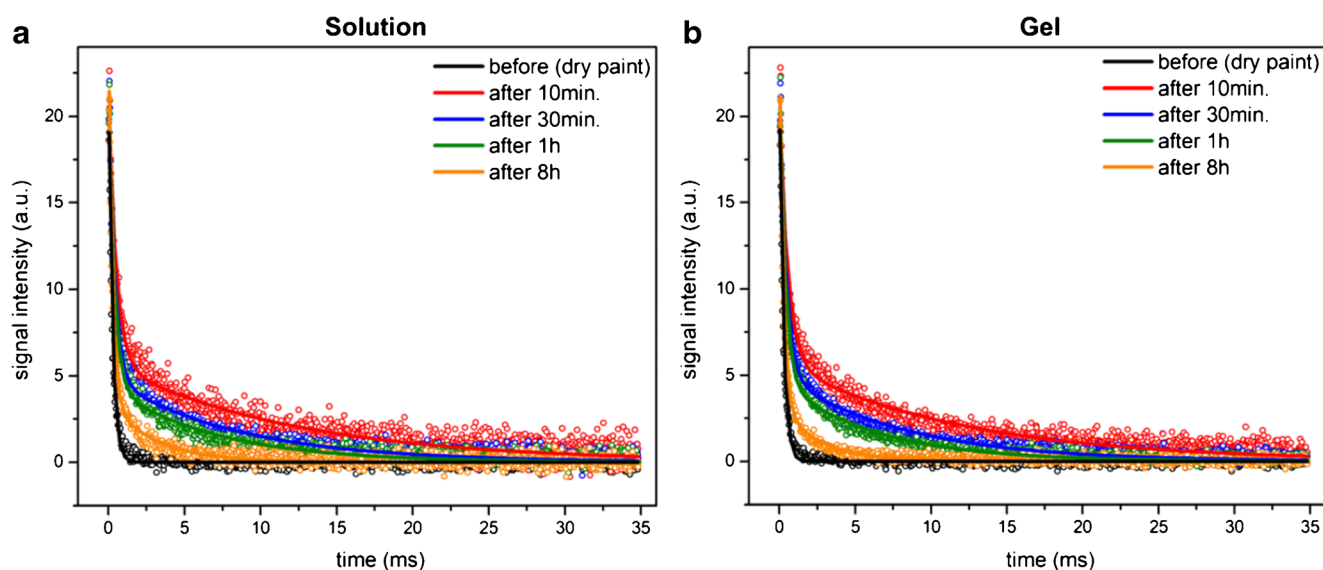 a
Solution
before (dry paint)
after 10min.
after 30min.
after 1h
after 8h
signal intensity (a.u.)
20
15
10
5
0
0 5 10 15 20 25 30 35
time (ms)
b
Gel
before (dry paint)
after 10min.
after 30min.
after 1h
after 8h
signal intensity (a.u.)
20
15
10
5
0
0 5 10 15 20 25 30 35
time (ms)